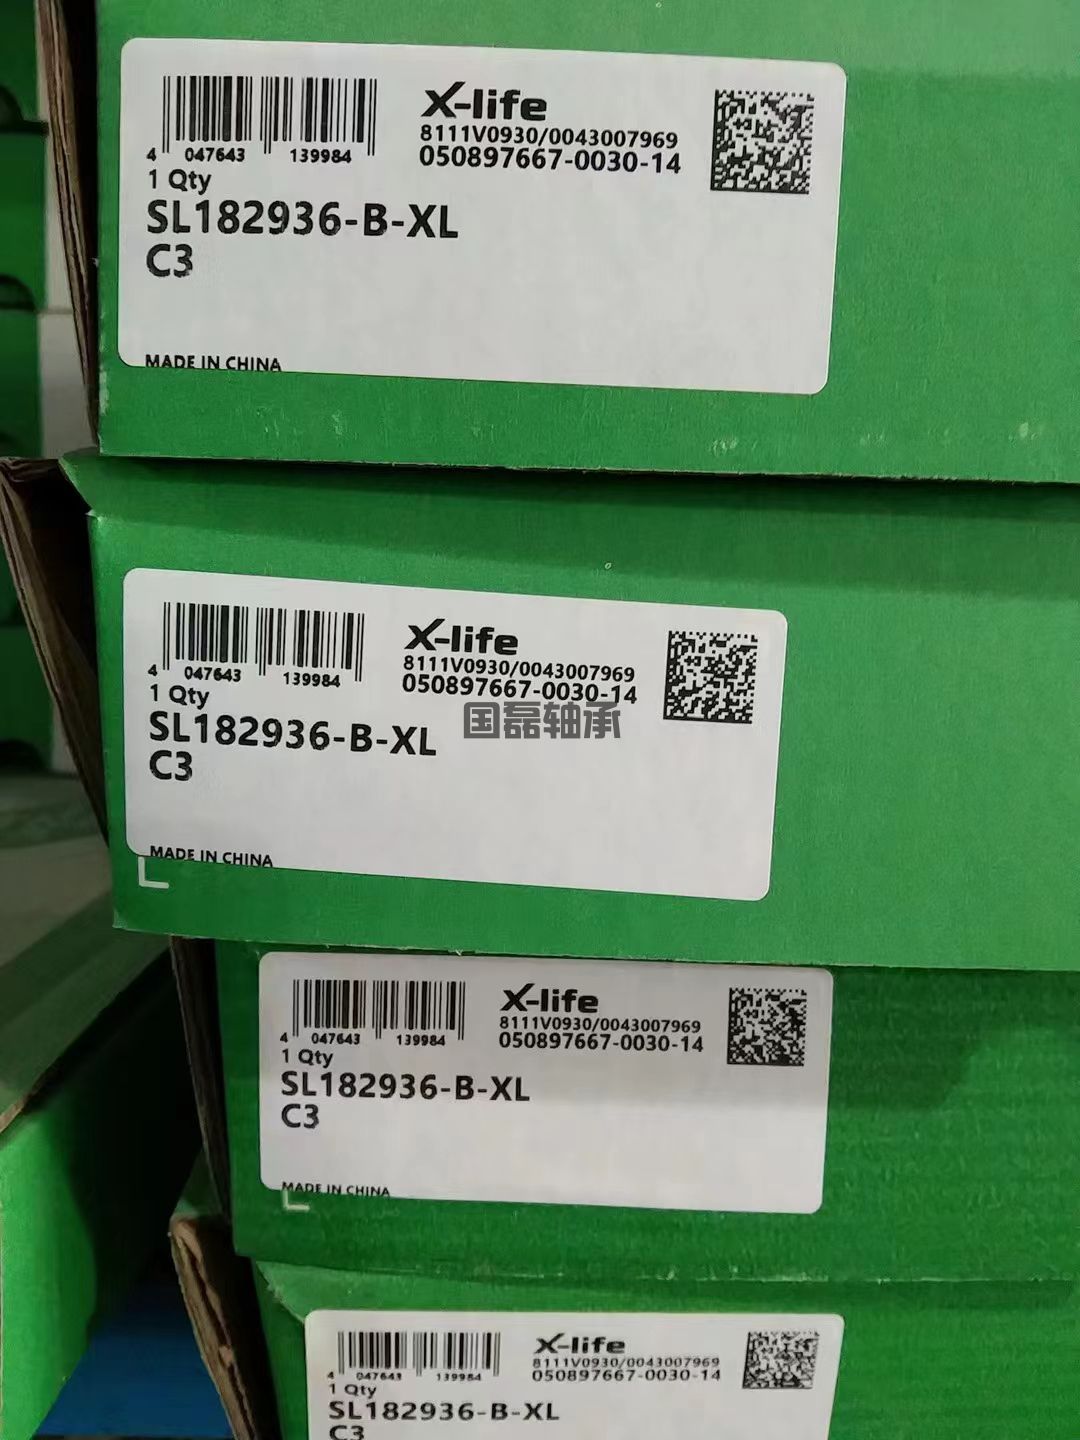 X-life
8111V0930/0043007969
050897667-0030-14
4 047643 139984
1 Qty
SL182936-B-XL
C3
MADE IN CHINA
X-life
8111V0930/0043007969
050897667-0030-14
4 047643 139984
1 Qty
SL182936-B-XL
C3
国磊轴承
MADE IN CHINA
X-life
8111V0930/0043007969
050897667-0030-14
4 047643 139984
1 Qty
SL182936-B-XL
C3
MADE IN CHINA
X-life
8111V0930/0043007969
050897667-0030-14
4 047643 139984
1 Qty
SL182936-B-XL
C3